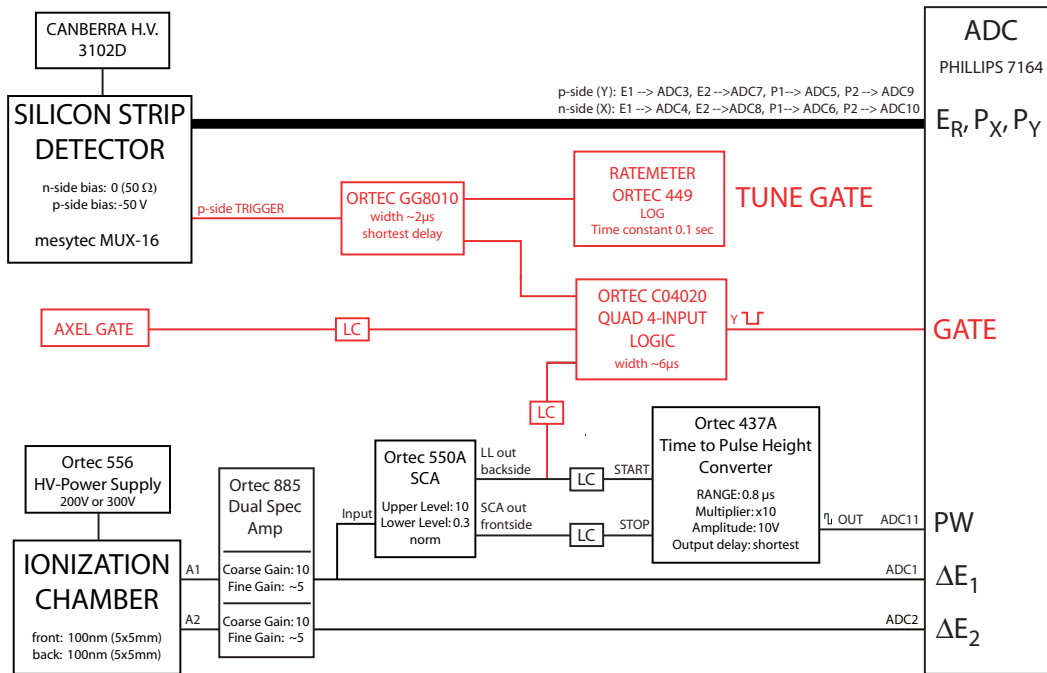 CANBERRA H.V.
3102D
SILICON STRIP
DETECTOR
n-side bias: 0 (50 Ω)
p-side bias: -50 V
mesytec MUX-16
p-side (Y): E1 --> ADC3, E2 -->ADC7, P1--> ADC5, P2 --> ADC9
n-side (X): E1 --> ADC4, E2 -->ADC8, P1--> ADC6, P2 --> ADC10
ADC
PHILLIPS 7164
E_R, P_X, P_Y
p-side TRIGGER
ORTEC GG8010
width ~2μs
shortest delay
RATEMETER
ORTEC 449
LOG
Time constant 0.1 sec
TUNE GATE
AXEL GATE
LC
ORTEC C04020
QUAD 4-INPUT
LOGIC
width ~6μs
Y
GATE
LC
Ortec 556
HV-Power Supply
200V or 300V
IONIZATION
CHAMBER
front: 100nm (5x5mm)
back: 100nm (5x5mm)
A1
A2
Ortec 885
Dual Spec
Amp
Coarse Gain: 10
Fine Gain: ~5
Coarse Gain: 10
Fine Gain: ~5
Input
Ortec 550A
SCA
Upper Level: 10
Lower Level: 0.3
norm
LL out
backside
SCA out
frontside
LC
LC
START
STOP
Ortec 437A
Time to Pulse Height
Converter
RANGE: 0.8 μs
Multiplier: x10
Amplitude: 10V
Output delay: shortest
OUT
ADC11
PW
ADC1
ΔE₁
ADC2
ΔE₂